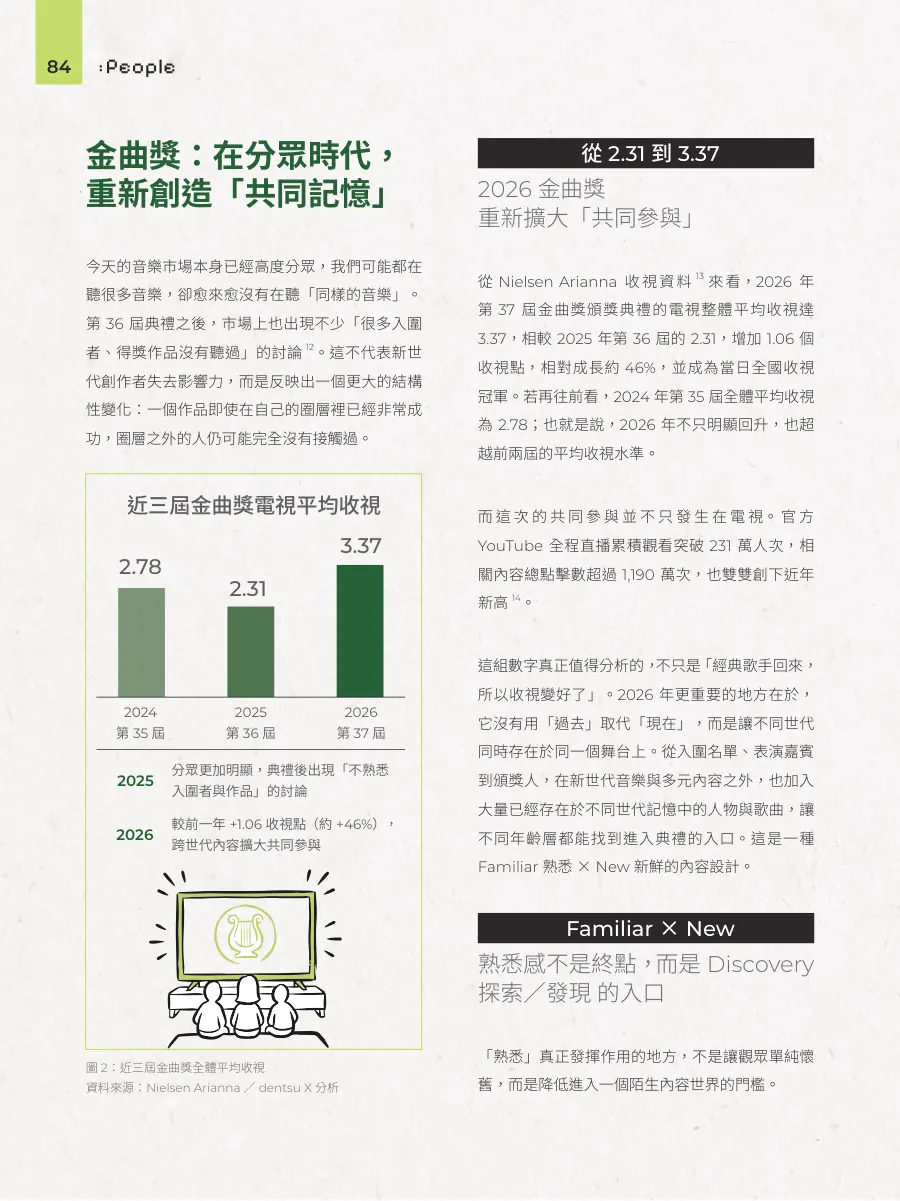 84
:People
金曲獎：在分眾時代，
重新創造「共同記憶」
今天的音樂市場本身已經高度分眾，我們可能都在
聽很多音樂，卻愈來愈沒有在聽「同樣的音樂」。
第 36 屆典禮之後，市場上也出現不少「很多入圍
者、得獎作品沒有聽過」的討論 12。這不代表新世
代創作者失去影響力，而是反映出一個更大的結構
性變化：一個作品即使在自己的圈層裡已經非常成
功，圈層之外的人仍可能完全沒有接觸過。
近三屆金曲獎電視平均收視
2.78
2.31
3.37
2024
第 35 屆
2025
第 36 屆
2026
第 37 屆
2025
分眾更加明顯，典禮後出現「不熟悉
入圍者與作品」的討論
2026
較前一年 +1.06 收視點（約 +46%），
跨世代內容擴大共同參與
圖 2：近三屆金曲獎全體平均收視
資料來源：Nielsen Arianna ／ dentsu X 分析
從 2.31 到 3.37
2026 金曲獎
重新擴大「共同參與」
從 Nielsen Arianna 收視資料 13 來看，2026 年
第 37 屆金曲獎頒獎典禮的電視整體平均收視達
3.37，相較 2025 年第 36 屆的 2.31，增加 1.06 個
收視點，相對成長約 46%，並成為當日全國收視
冠軍。若再往前看，2024 年第 35 屆全體平均收視
為 2.78；也就是說，2026 年不只明顯回升，也超
越前兩屆的平均收視水準。
而這次的共同參與並不只發生在電視。官方
YouTube 全程直播累積觀看突破 231 萬人次，相
關內容總點擊數超過 1,190 萬次，也雙雙創下近年
新高 14。
這組數字真正值得分析的，不只是「經典歌手回來，
所以收視變好了」。2026 年更重要的地方在於，
它沒有用「過去」取代「現在」，而是讓不同世代
同時存在於同一個舞台上。從入圍名單、表演嘉賓
到頒獎人，在新世代音樂與多元內容之外，也加入
大量已經存在於不同世代記憶中的人物與歌曲，讓
不同年齡層都能找到進入典禮的入口。這是一種
Familiar 熟悉 × New 新鮮的內容設計。
Familiar × New
熟悉感不是終點，而是 Discovery
探索／發現 的入口
「熟悉」真正發揮作用的地方，不是讓觀眾單純懷
舊，而是降低進入一個陌生內容世界的門檻。